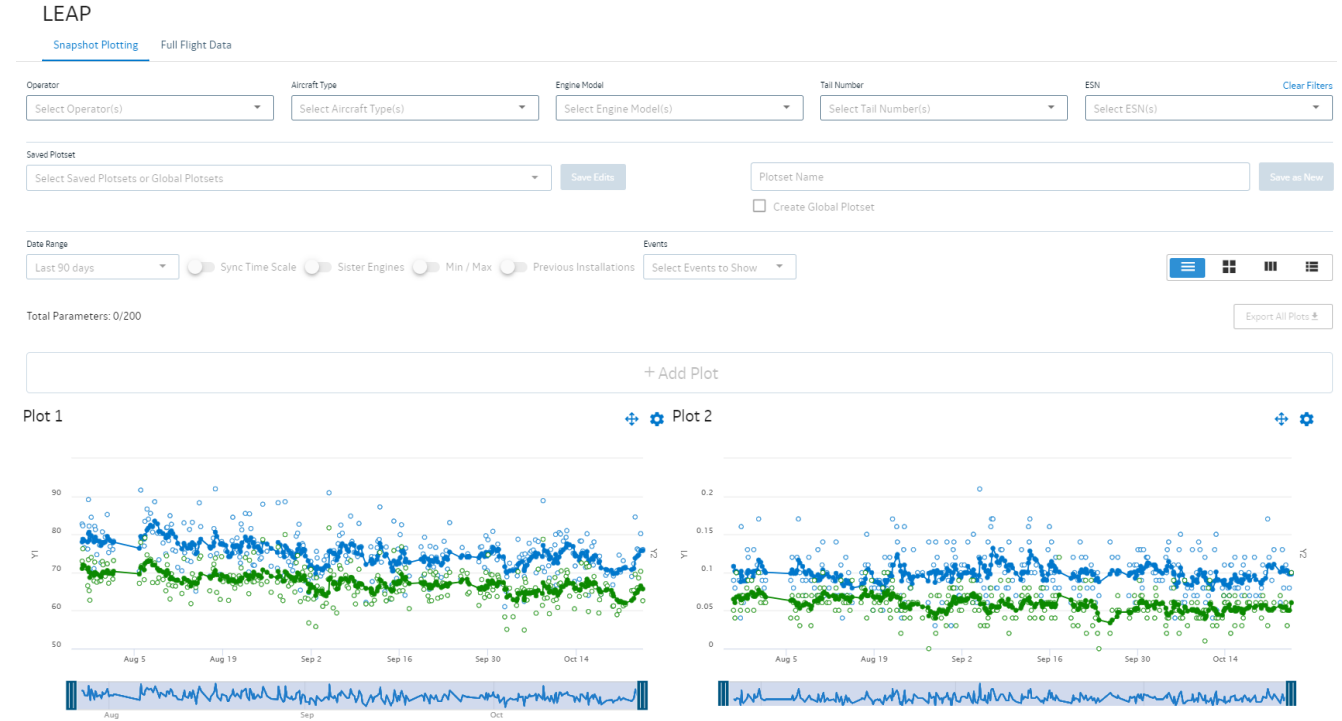 LEAP
Snapshot Plotting Full Flight Data
Operator Aircraft Type Engine Model Tail Number ESN Clear Filters
Select Operator(s) Select Aircraft Type(s) Select Engine Model(s) Select Tail Number(s) Select ESN(s)
Saved Plotset
Select Saved Plotsets or Global Plotsets Save Edits Plotset Name Save as New
Create Global Plotset
Date Range Events
Last 90 days Sync Time Scale Sister Engines Min / Max Previous Installations Select Events to Show
Total Parameters: 0/200 Export All Plots
+ Add Plot
Plot 1 Plot 2
90 0.2
80 0.15
Y1 Y2 Y1 Y2
70 0.1
60 0.05
50 0
Aug 5 Aug 19 Sep 2 Sep 16 Sep 30 Oct 14 Aug 5 Aug 19 Sep 2 Sep 16 Sep 30 Oct 14
Aug Sep Oct